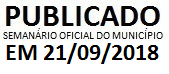 PUBLICADO
SEMANÁRIO OFICIAL DO MUNICÍPIO
EM 21/09/2018